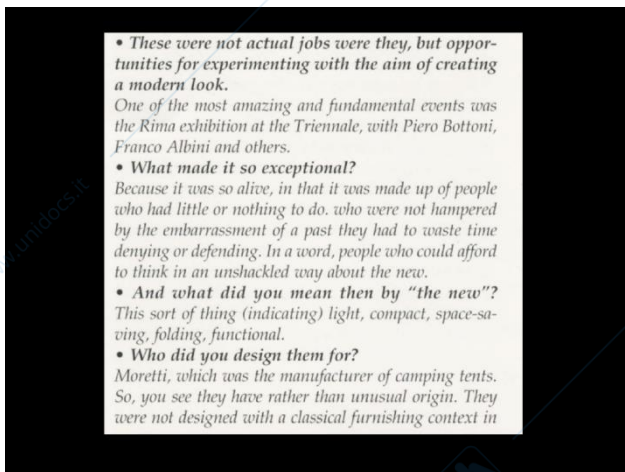 • These were not actual jobs were they, but oppor-
tunities for experimenting with the aim of creating
a modern look.
One of the most amazing and fundamental events was
the Rima exhibition at the Triennale, with Piero Bottoni,
Franco Albini and others.
• What made it so exceptional?
Because it was so alive, in that it was made up of people
who had little or nothing to do. who were not hampered
by the embarrassment of a past they had to waste time
denying or defending. In a word, people who could afford
to think in an unshackled way about the new.
• And what did you mean then by “the new”?
This sort of thing (indicating) light, compact, space-sa-
ving, folding, functional.
• Who did you design them for?
Moretti, which was the manufacturer of camping tents.
So, you see they have rather than unusual origin. They
were not designed with a classical furnishing context in
www.unidocs.it